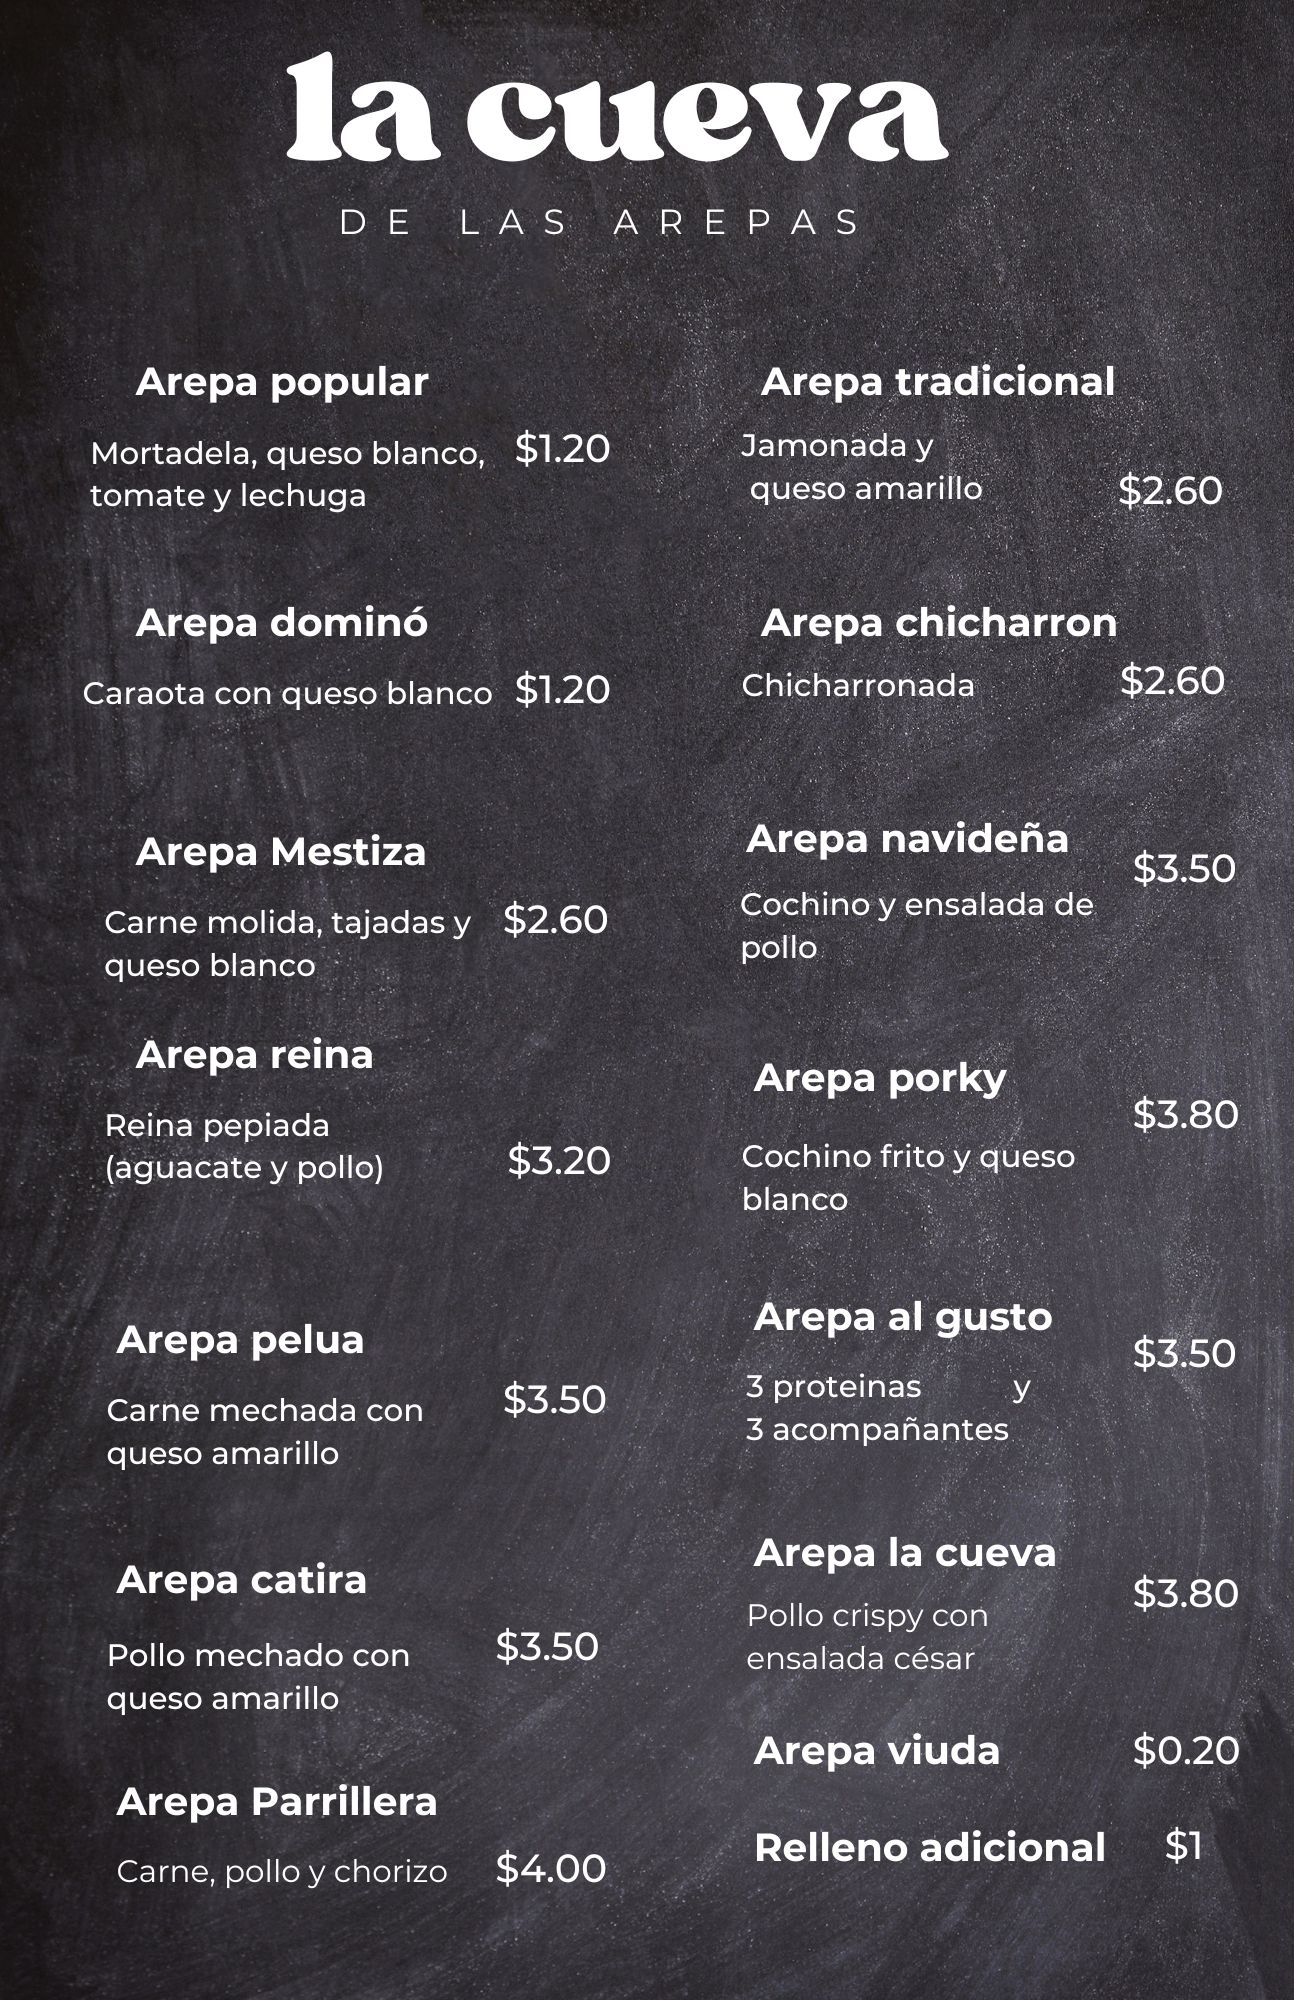 la cueva
DE LAS AREPAS
Arepa popular
Mortadela, queso blanco, $1.20
tomate y lechuga
Arepa dominó
Caraota con queso blanco $1.20
Arepa Mestiza
Carne molida, tajadas y $2.60
queso blanco
Arepa reina
Reina pepiada
(aguacate y pollo) $3.20
Arepa pelua
Carne mechada con $3.50
queso amarillo
Arepa catira
Pollo mechado con $3.50
queso amarillo
Arepa Parrillera
Carne, pollo y chorizo $4.00
Arepa tradicional
Jamonada y
queso amarillo $2.60
Arepa chicharron
Chicharronada $2.60
Arepa navideña
$3.50
Cochino y ensalada de
pollo
Arepa porky
$3.80
Cochino frito y queso
blanco
Arepa al gusto
$3.50
3 proteinas y
3 acompañantes
Arepa la cueva
$3.80
Pollo crispy con
ensalada césar
Arepa viuda $0.20
Relleno adicional $1